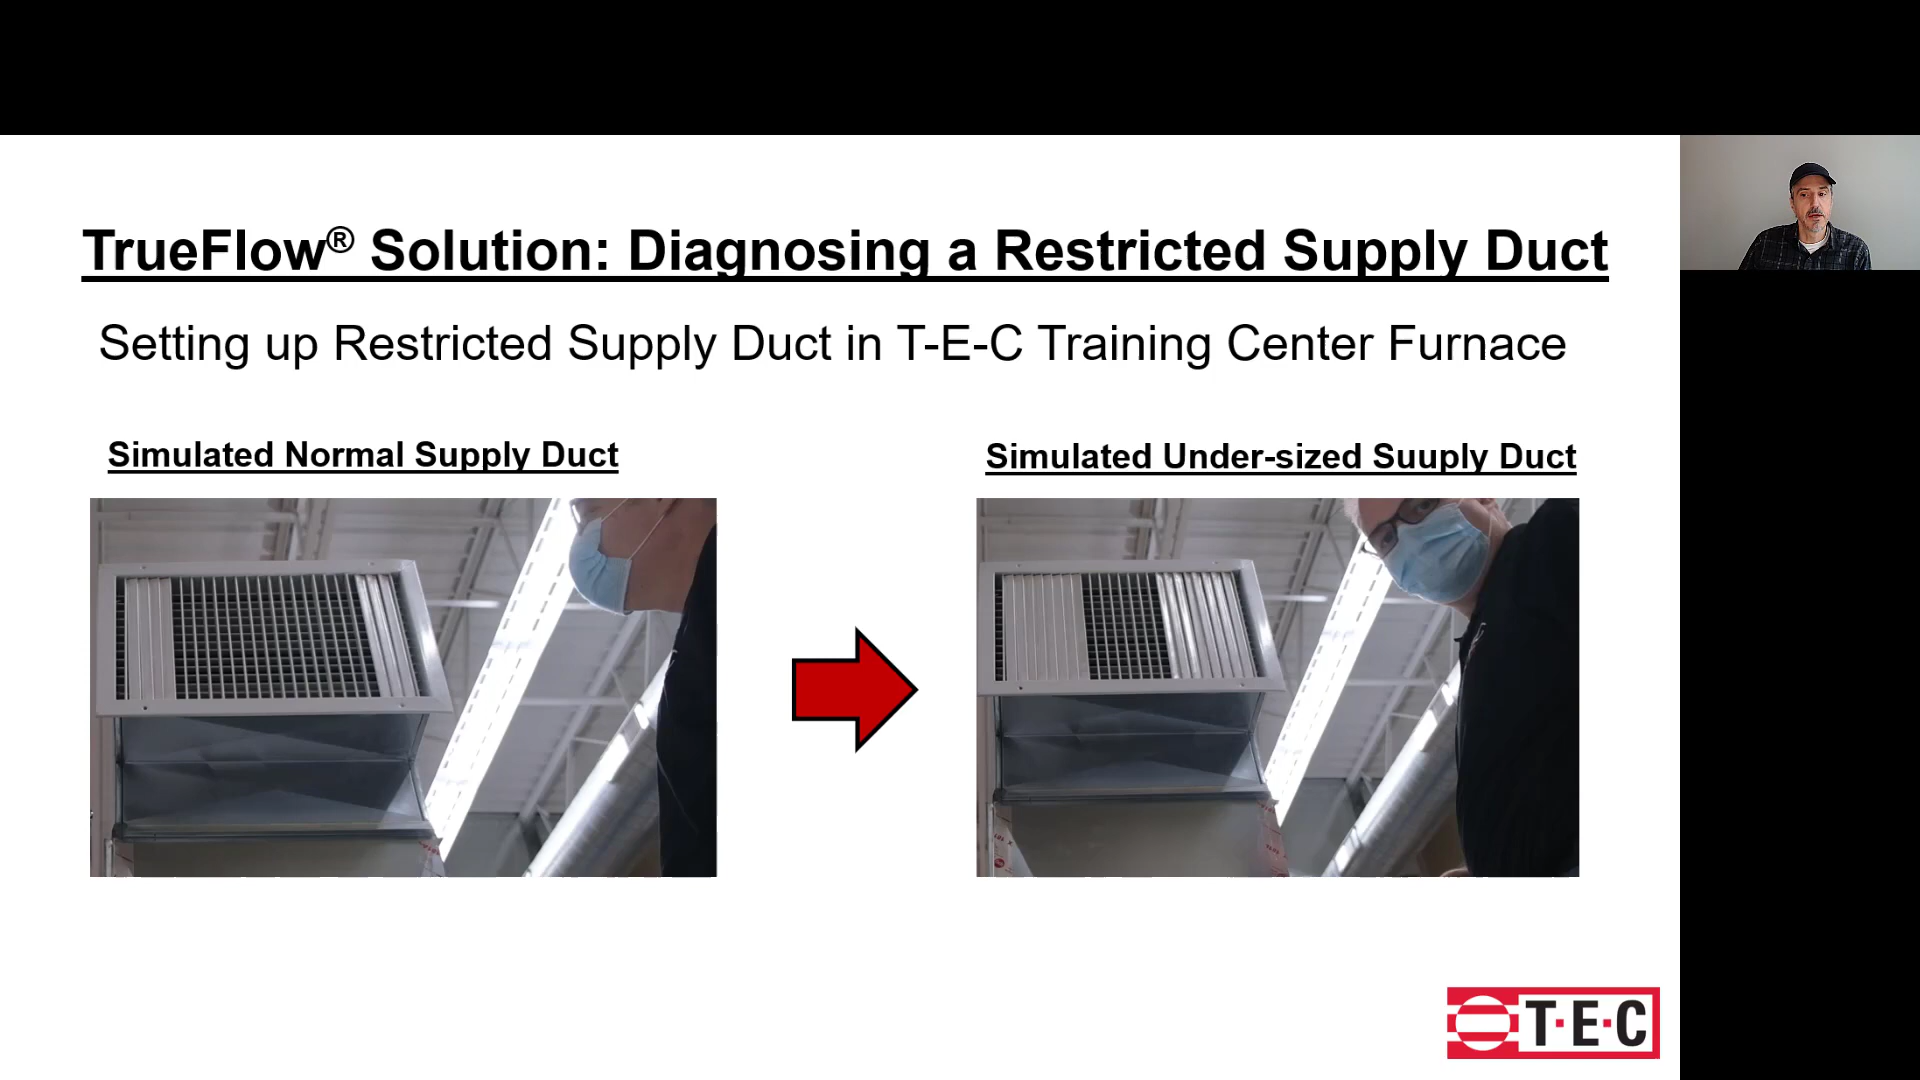 TrueFlow® Solution: Diagnosing a Restricted Supply Duct
Setting up Restricted Supply Duct in T-E-C Training Center Furnace
Simulated Normal Supply Duct
Simulated Under-sized Suuply Duct
T·E·C